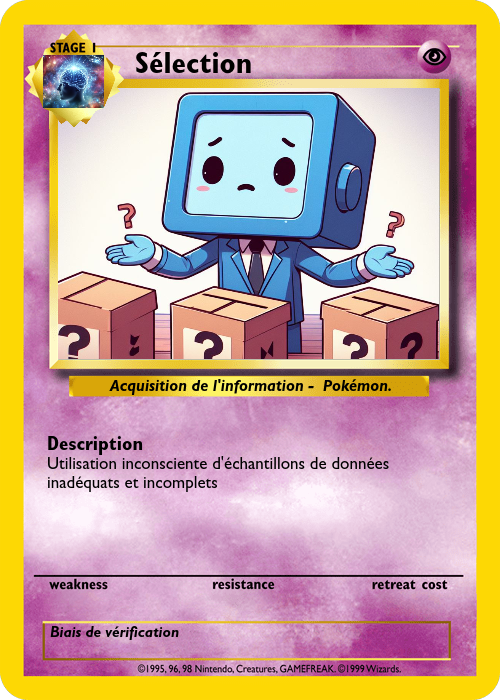 STAGE 1
Sélection
?
?
? ? ? ?
Acquisition de l'information - Pokémon.
Description
Utilisation inconsciente d'échantillons de données
inadéquats et incomplets
weakness resistance retreat cost
Biais de vérification
©1995, 96, 98 Nintendo, Creatures, GAMEFREAK. ©1999 Wizards.